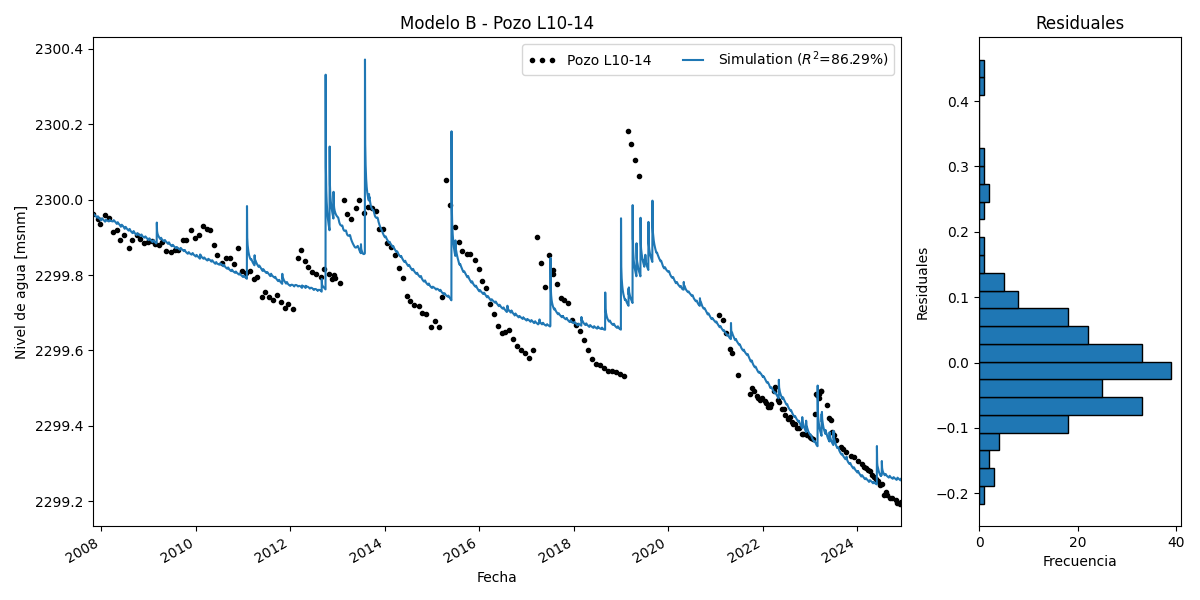 Modelo B - Pozo L10-14
Pozo L10-14
Simulation (R²=86.29%)
2300.4
2300.2
2300.0
2299.8
2299.6
2299.4
2299.2
Nivel de agua [msnm]
2008 2010 2012 2014 2016 2018 2020 2022 2024
Fecha
Residuales
0.4
0.3
0.2
0.1
0.0
−0.1
−0.2
Residuales
0 20 40
Frecuencia